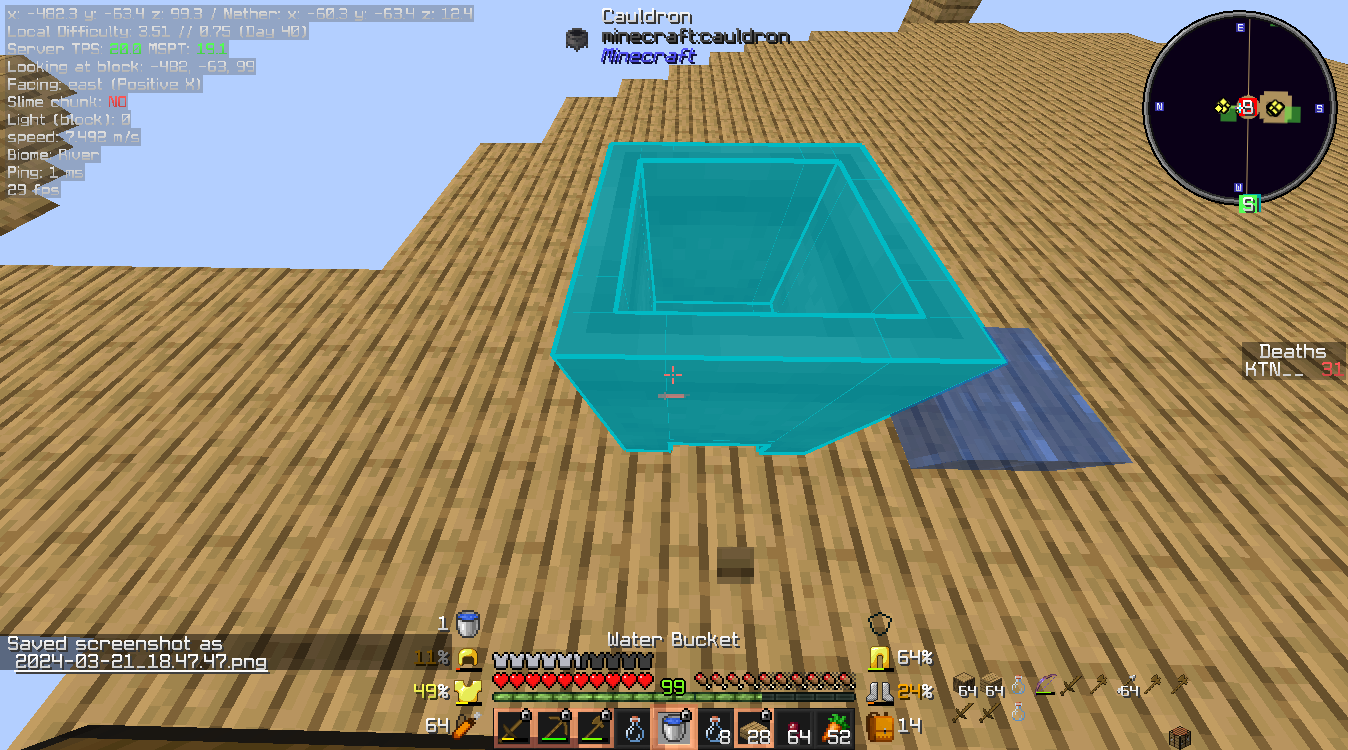 x: -482.3 y: -63.4 z: 99.3 / Nether: x: -60.3 y: -63.4 z: 12.4
Local Difficulty: 3.51 // 0.75 (Day 40)
Server TPS: 20.0 MSPT: 19.1
Looking at block: -482, -63, 99
Facing: east (Positive X)
Slime chunk: NO
Light (block): 0
speed: 7.492 m/s
Biome: River
Ping: 1 ms
29 fps
Cauldron
minecraft:cauldron
Minecraft
E
N
S
W
9
S
Deaths
KTN__ 31
Saved screenshot as
2024-03-21_18.47.47.png
Water Bucket
1
11%
49%
64
99
64%
24%
14
8
28
64
52
64
64
64